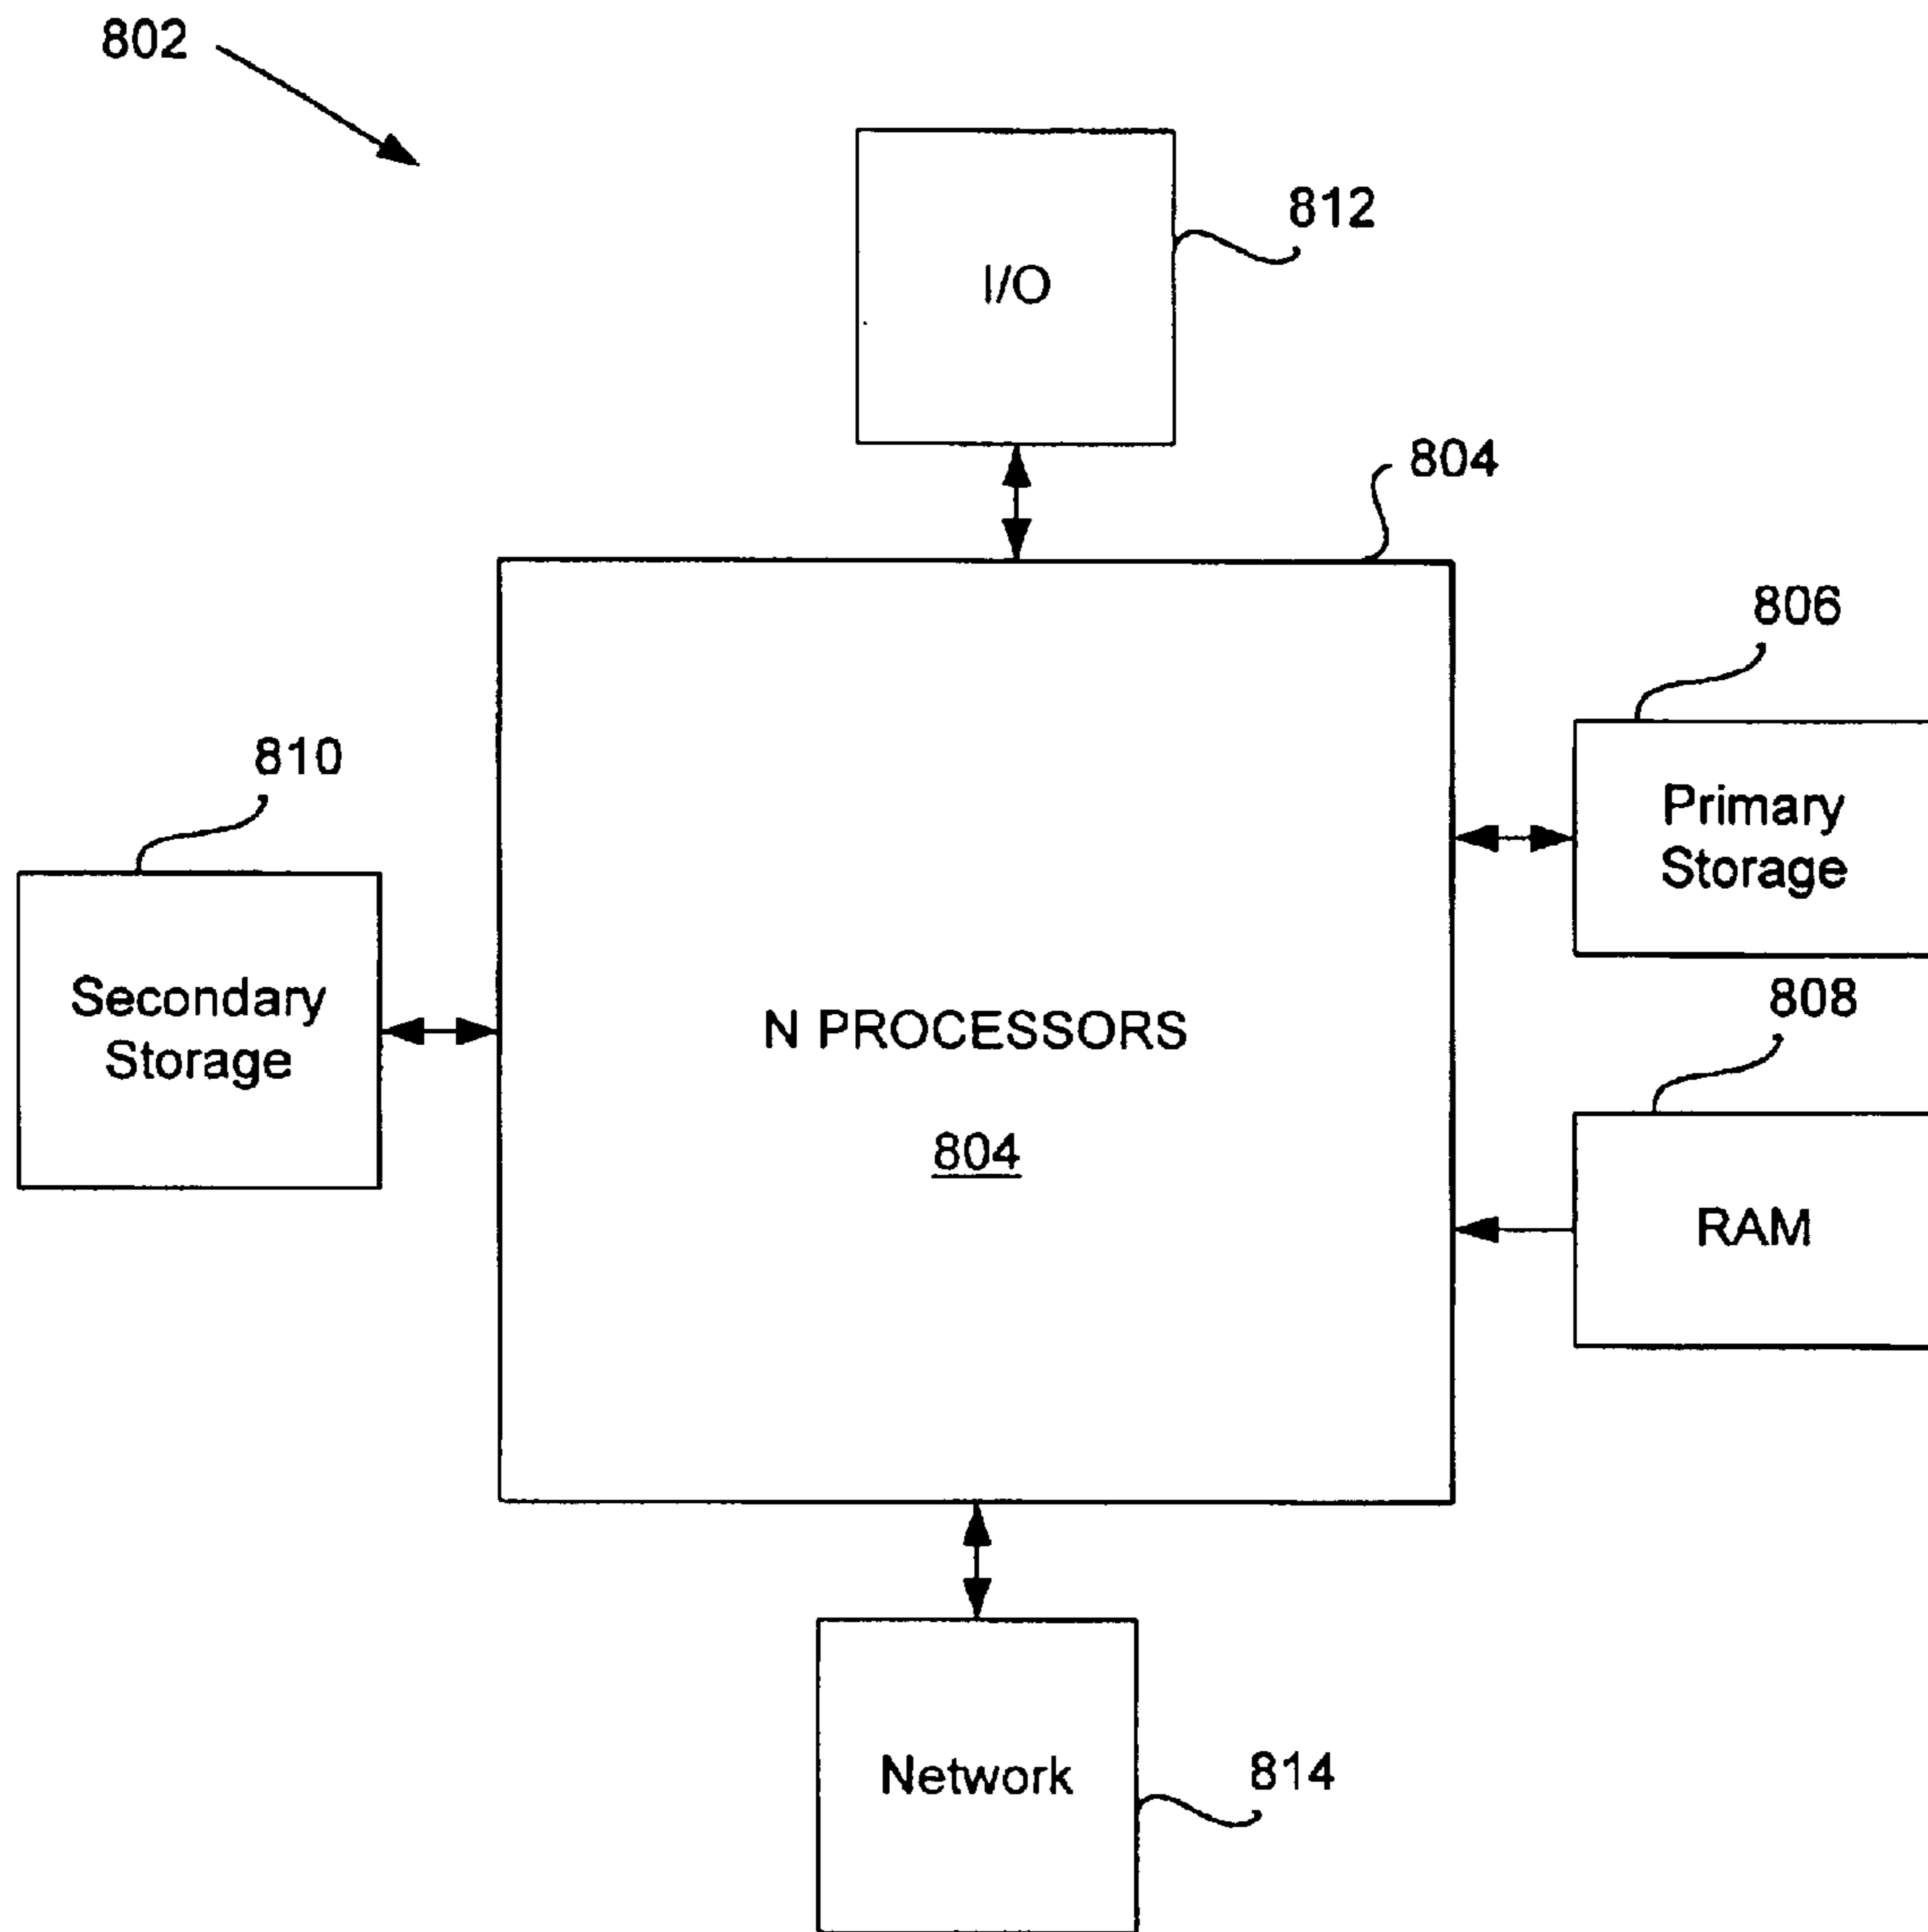 802
812
I/O
804
806
810
Primary
Storage
Secondary
Storage
808
N PROCESSORS
804
RAM
Network
814